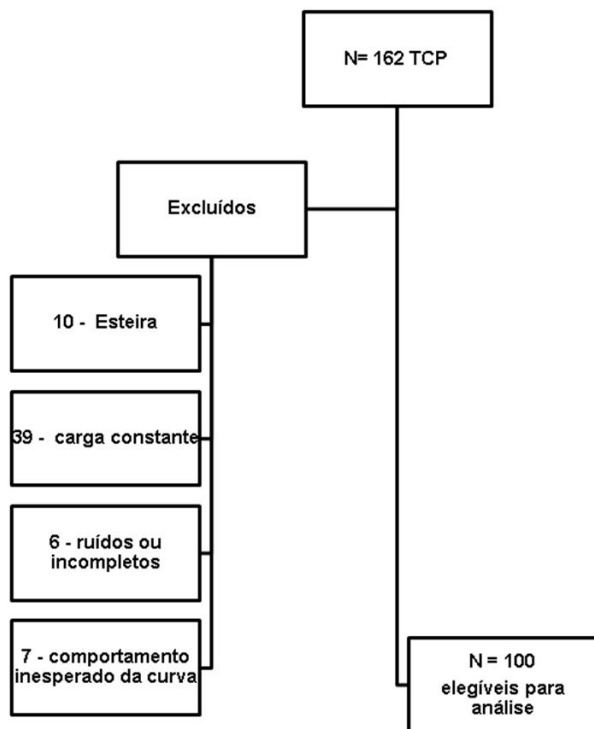 N= 162 TCP
Excluídos
10 - Esteira
39 - carga constante
6 - ruídos ou
incompletos
7 - comportamento
inesperado da curva
N = 100
elegíveis para
análise